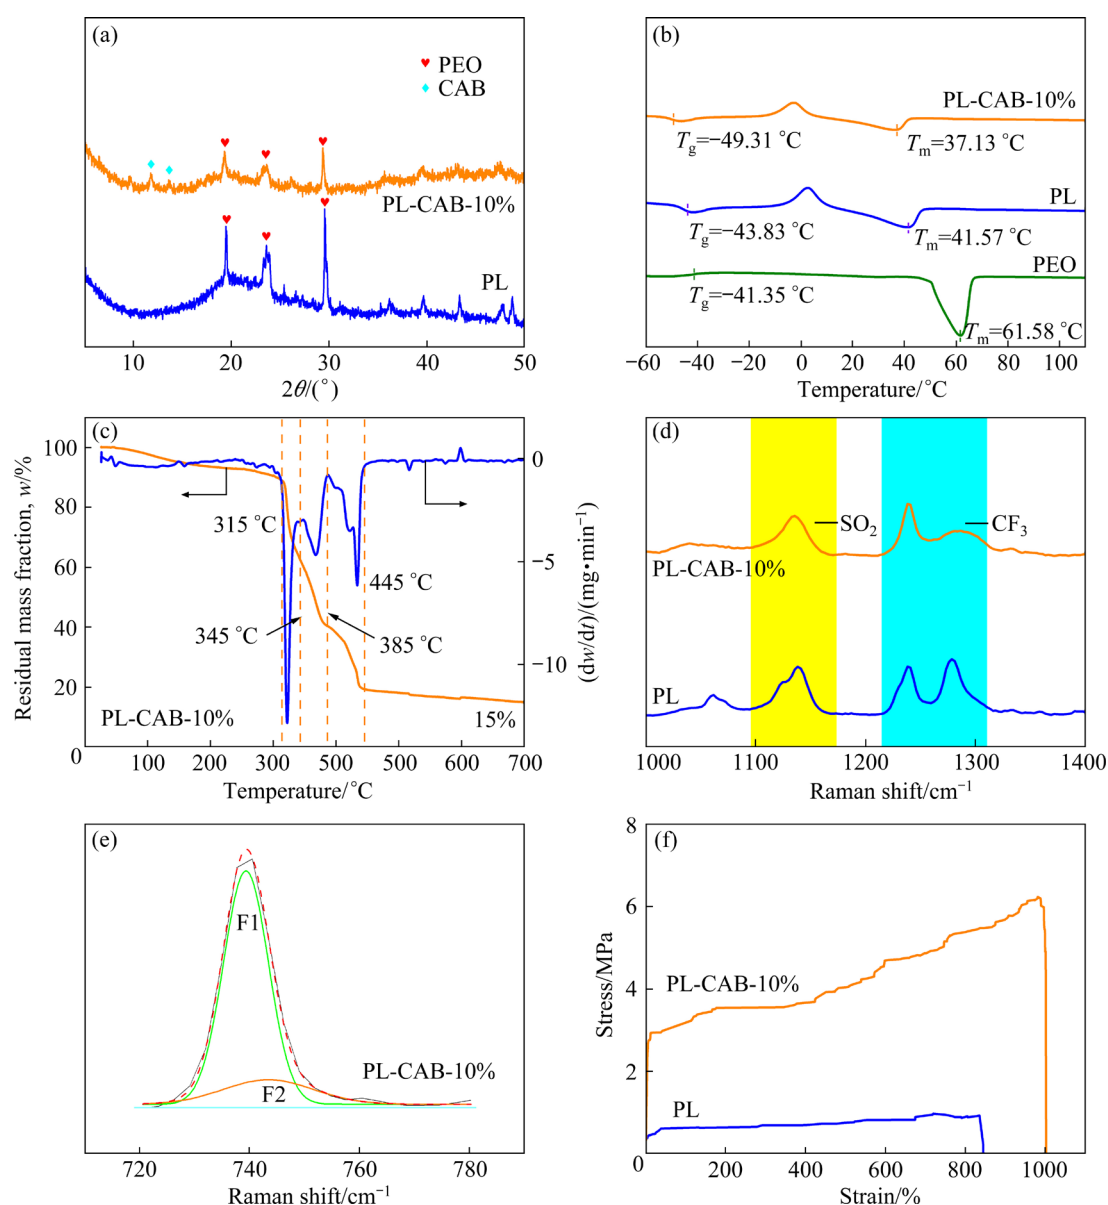 (a)
PEO
CAB
PL-CAB-10%
PL
10 20 30 40 50
2θ/(°)
(b)
PL-CAB-10%
Tg=−49.31 °C
Tm=37.13 °C
PL
Tg=−43.83 °C
Tm=41.57 °C
PEO
Tg=−41.35 °C
Tm=61.58 °C
−60 −40 −20 0 20 40 60 80 100
Temperature/°C
(c)
100
80
60
40
20
0
Residual mass fraction, w/%
315 °C
345 °C
385 °C
445 °C
PL-CAB-10%
15%
0
−5
−10
(dw/dt)/(mg•min−1)
100 200 300 400 500 600 700
Temperature/°C
(d)
SO2
CF3
PL-CAB-10%
PL
1000 1100 1200 1300 1400
Raman shift/cm−1
(e)
F1
F2
PL-CAB-10%
720 740 760 780
Raman shift/cm−1
(f)
8
6
4
2
0
Stress/MPa
PL-CAB-10%
PL
200 400 600 800 1000
Strain/%